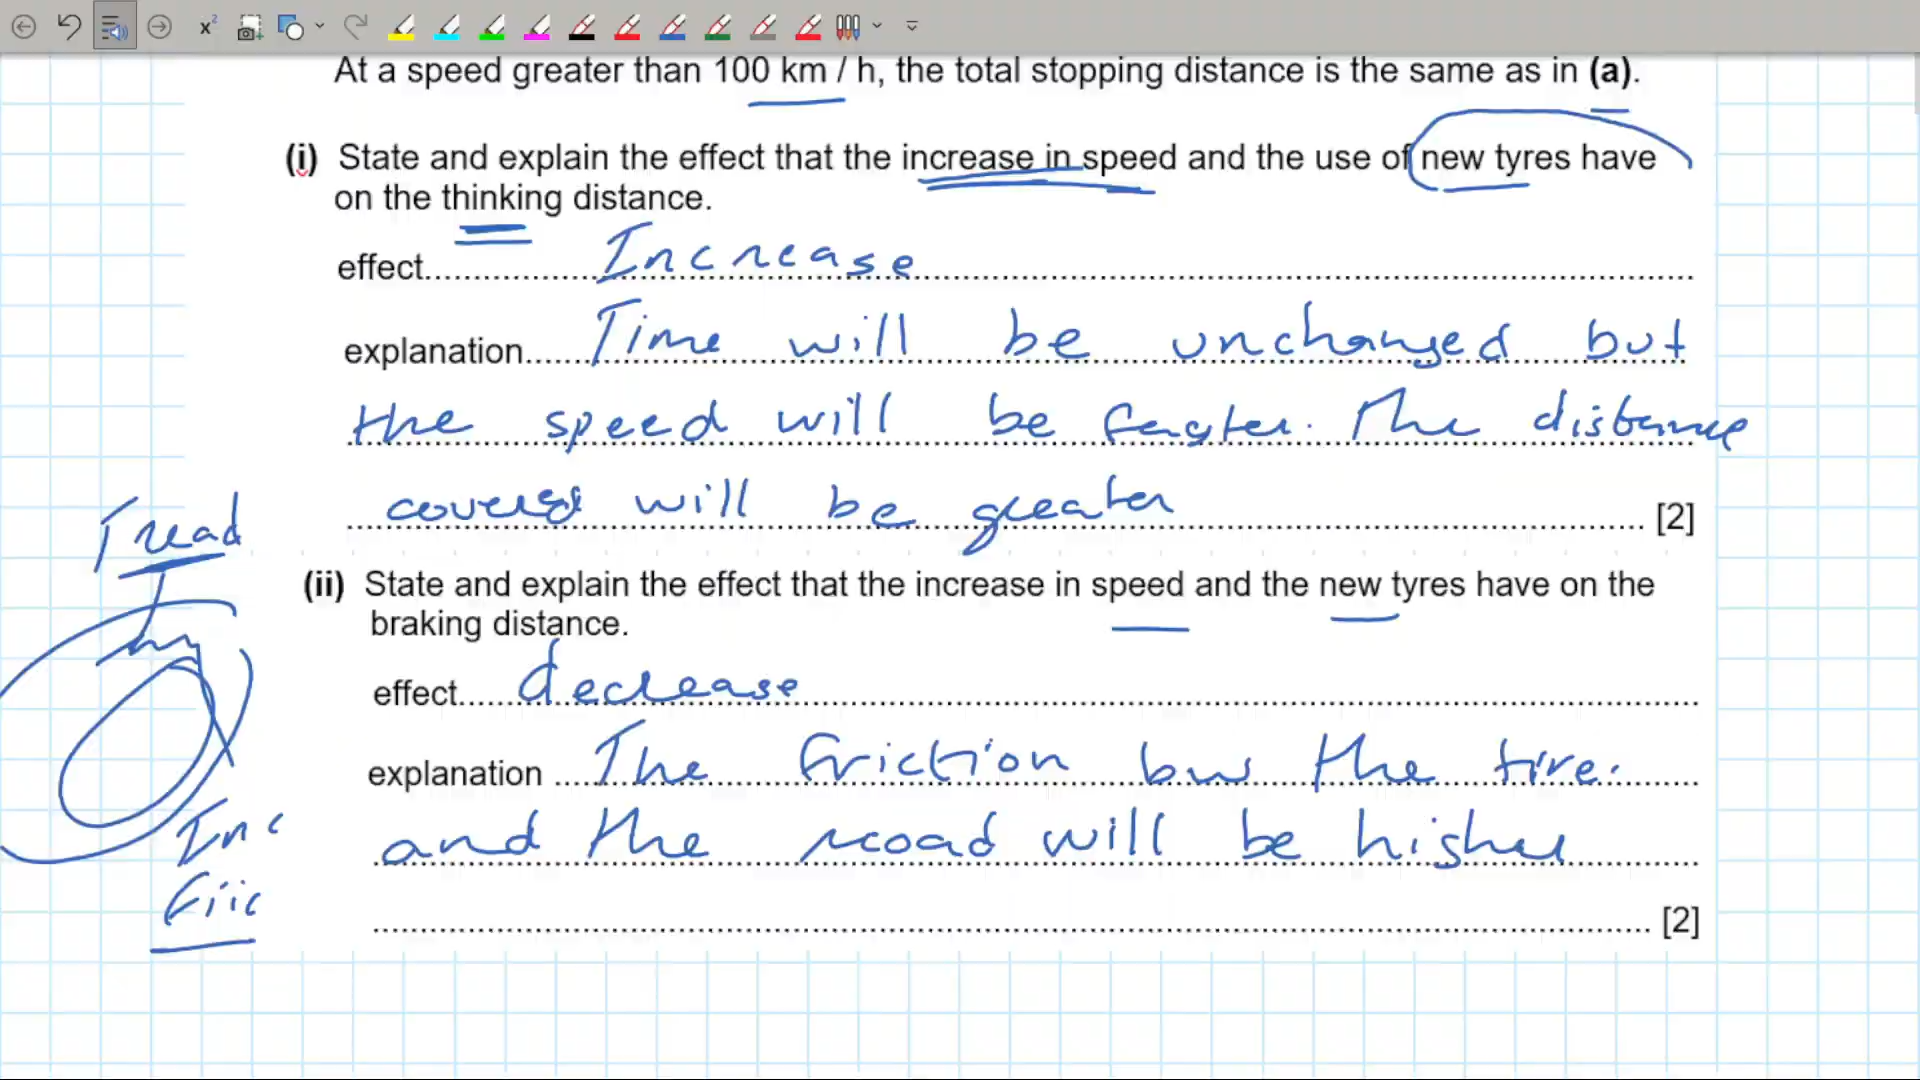 At a speed greater than 100 km / h, the total stopping distance is the same as in (a).
(i) State and explain the effect that the increase in speed and the use of new tyres have
on the thinking distance.
effect.................Increase
explanation......Time will be unchanged but
the speed will be faster. The distance
covered will be greater [2]
Tread
(ii) State and explain the effect that the increase in speed and the new tyres have on the
braking distance.
effect.....decrease
explanation ....The friction bw the tire.
and the road will be higher
Inc
Fric
[2]